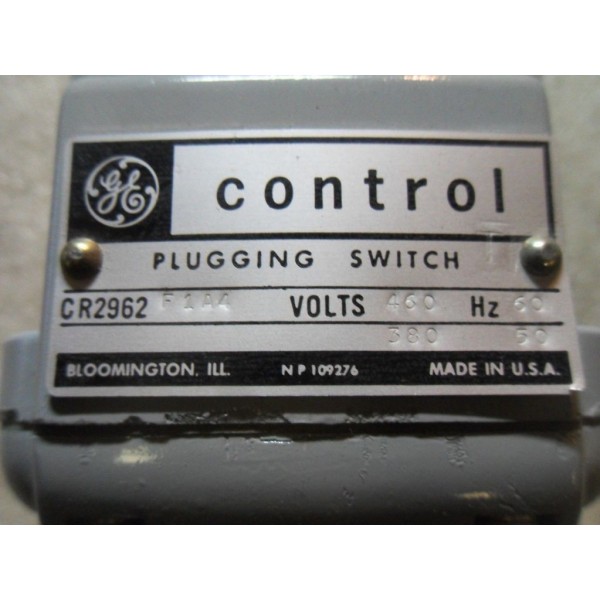 GE control
PLUGGING SWITCH
CR2962 F1A4 VOLTS 460 Hz 60
380 50
BLOOMINGTON, ILL. NP 109276 MADE IN U.S.A.